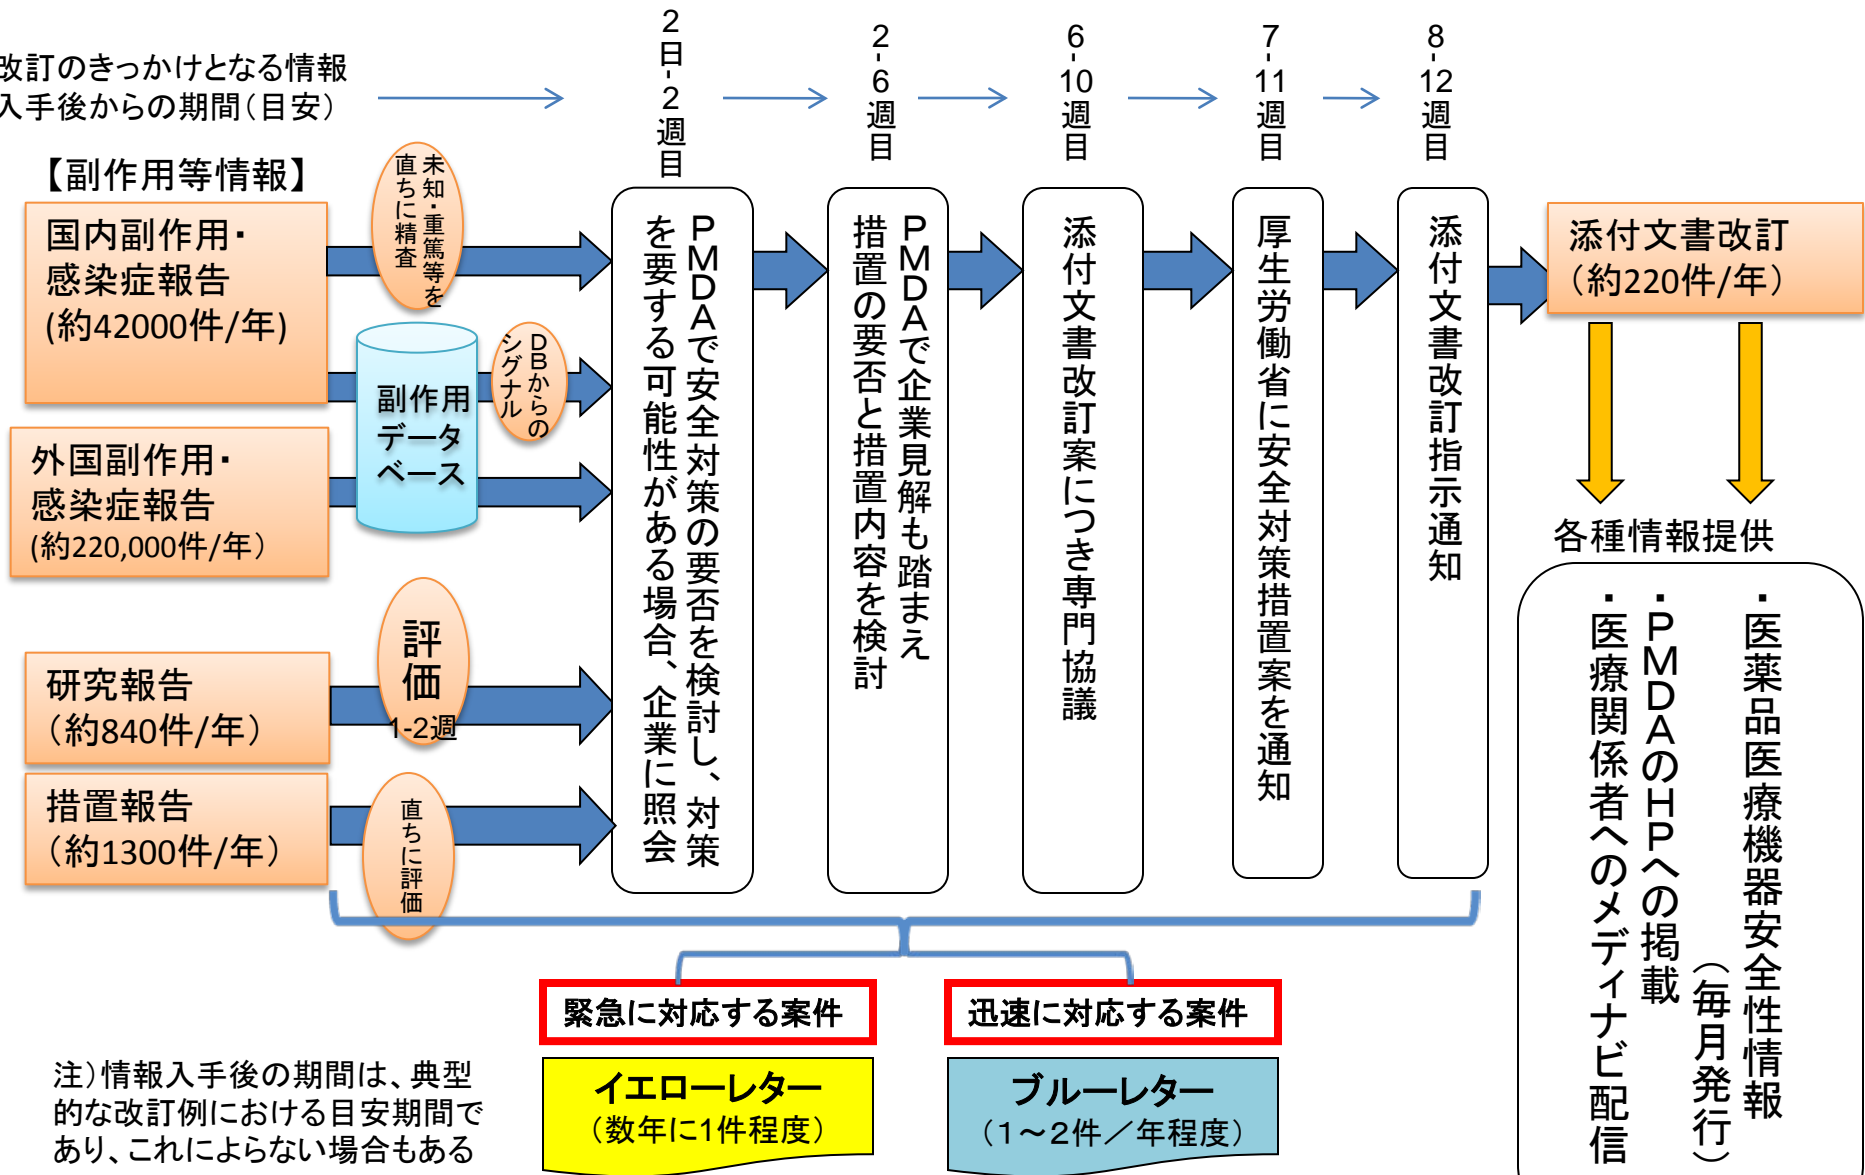 改訂のきっかけとなる情報
入手後からの期間（目安）
2日-2週目
2-6週目
6-10週目
7-11週目
8-12週目
【副作用等情報】
国内副作用・
感染症報告
(約42000件/年)
外国副作用・
感染症報告
(約220,000件/年）
研究報告
（約840件/年）
措置報告
（約1300件/年）
未知・重篤等を
直ちに精査
副作用
データ
ベース
ＤＢからの
シグナル
評価
1-2週
直ちに評価
ＰＭＤＡで安全対策の要否を検討し、対策
を要する可能性がある場合、企業に照会
ＰＭＤＡで企業見解も踏まえ
措置の要否と措置内容を検討
添付文書改訂案につき専門協議
厚生労働省に安全対策措置案を通知
添付文書改訂指示通知
添付文書改訂
（約220件/年）
各種情報提供
・医薬品医療機器安全性情報
（毎月発行）
・ＰＭＤＡのＨＰへの掲載
・医療関係者へのメディナビ配信
緊急に対応する案件
イエローレター
（数年に1件程度）
迅速に対応する案件
ブルーレター
（１～２件／年程度）
注）情報入手後の期間は、典型
的な改訂例における目安期間で
あり、これによらない場合もある